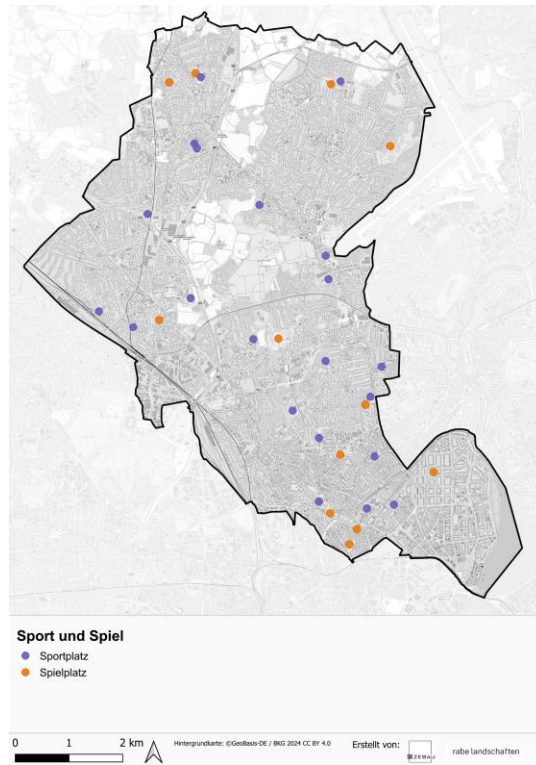 Sport und Spiel
Sportplatz
Spielplatz
0 1 2 km
Hintergrundkarte: ©GeoBasis-DE / BKG 2024 CC BY 4.0
Erstellt von:
ZEBAU
rabe landschaften